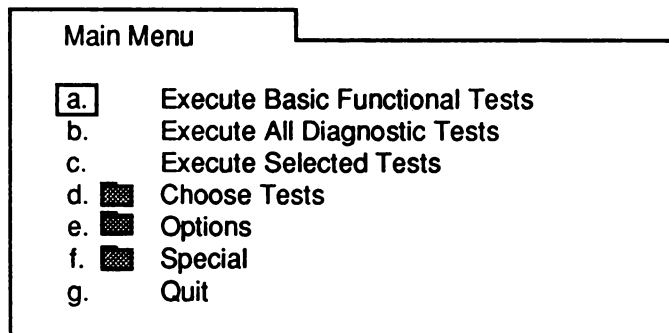 Main Menu
a. Execute Basic Functional Tests
b. Execute All Diagnostic Tests
c. Execute Selected Tests
d. Choose Tests
e. Options
f. Special
g. Quit